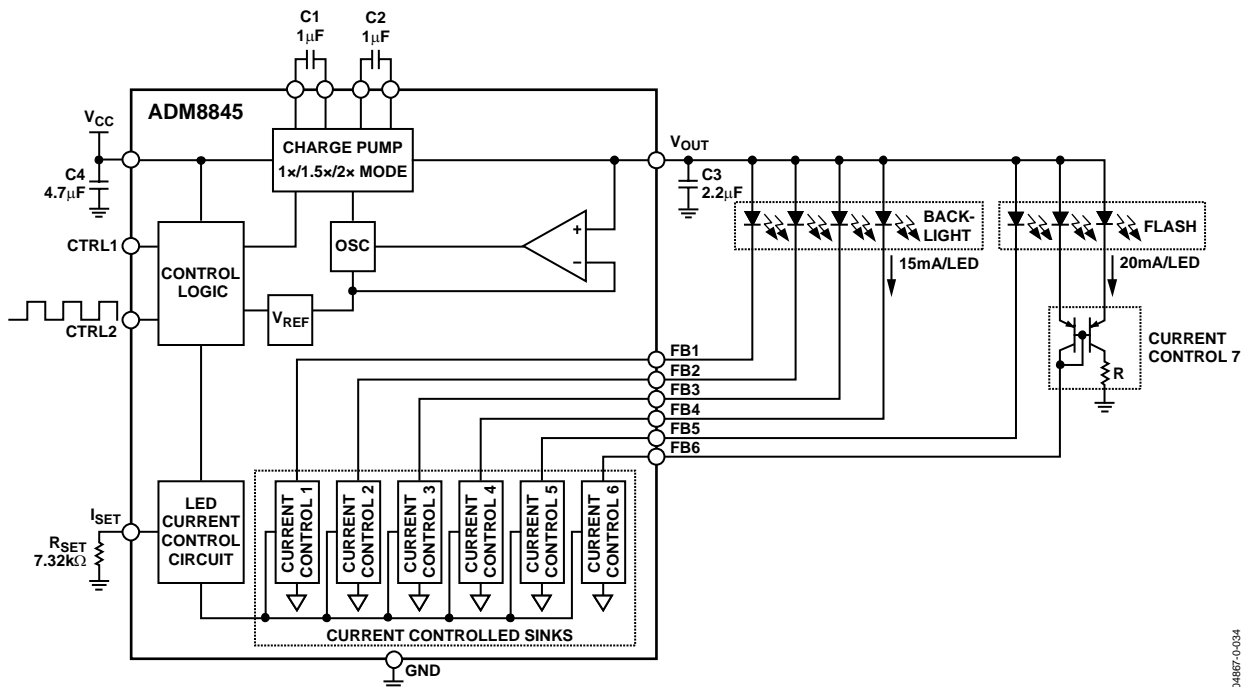 C1
1µF
C2
1µF
ADM8845
VCC
C4
4.7µF
CHARGE PUMP
1×/1.5×/2× MODE
VOUT
C3
2.2µF
CTRL1
CTRL2
CONTROL
LOGIC
OSC
VREF
+
–
BACK-
LIGHT
15mA/LED
FLASH
20mA/LED
CURRENT
CONTROL 7
R
FB1
FB2
FB3
FB4
FB5
FB6
ISET
RSET
7.32kΩ
LED
CURRENT
CONTROL
CIRCUIT
CURRENT
CONTROL 1
CURRENT
CONTROL 2
CURRENT
CONTROL 3
CURRENT
CONTROL 4
CURRENT
CONTROL 5
CURRENT
CONTROL 6
CURRENT CONTROLLED SINKS
GND
04867-0-034